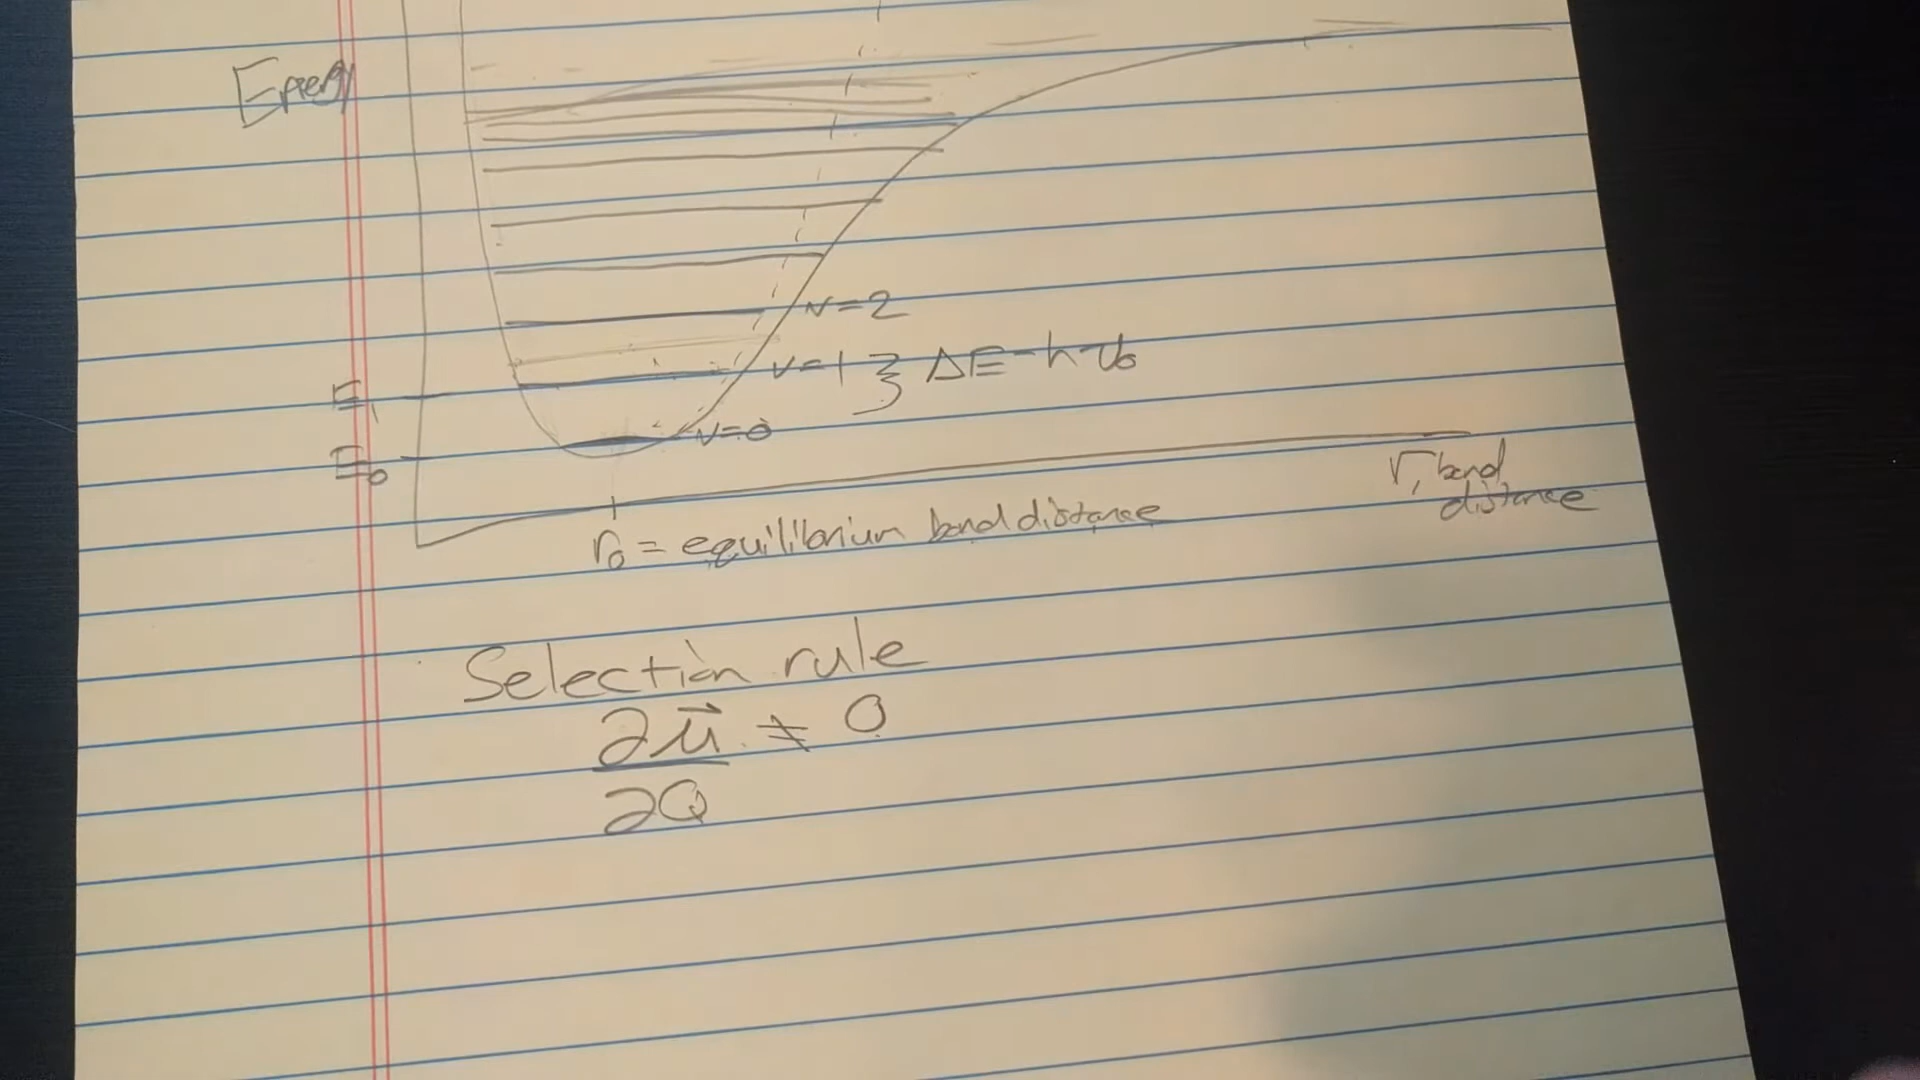 Energy
v=2
E₁
v=1 } ΔE = hν₀
E₀
v=0
r, bond
distance
r₀ = equilibrium bond distance
Selection rule
∂μ⃗ ≠ 0
∂Q